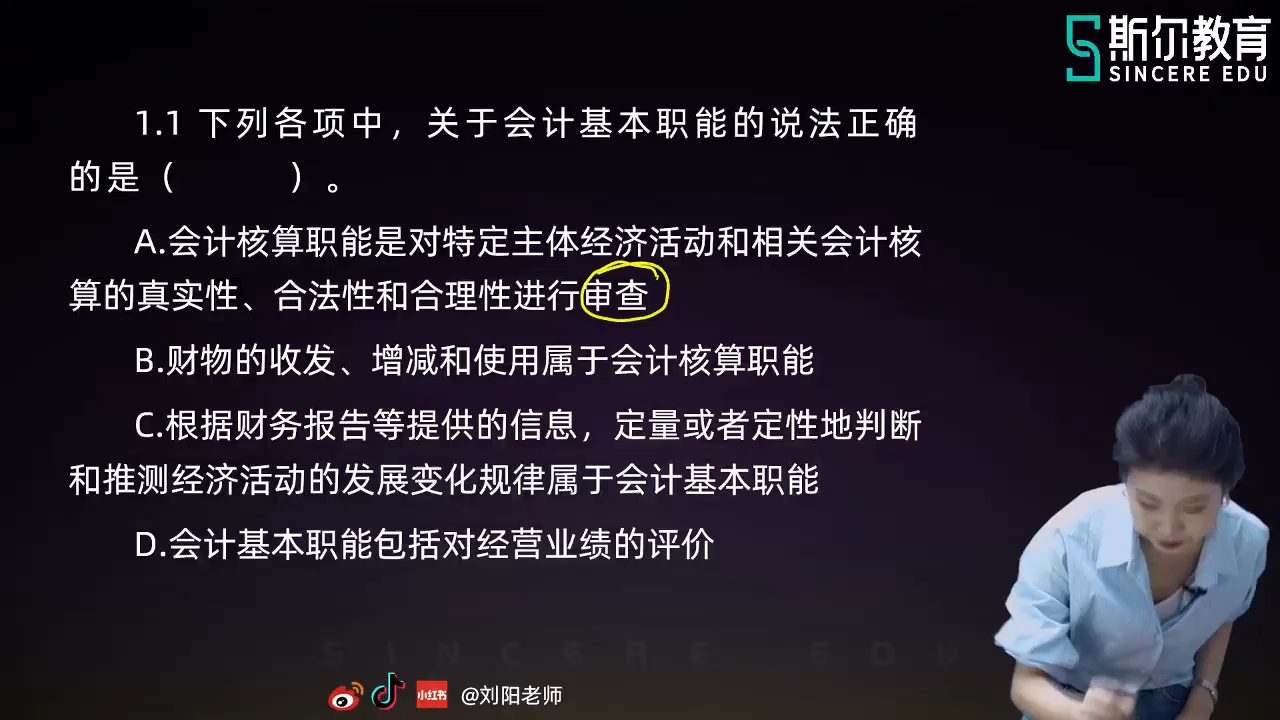 斯尔教育
SINCERE EDU
1.1 下列各项中，关于会计基本职能的说法正确
的是（　　　）。
A.会计核算职能是对特定主体经济活动和相关会计核
算的真实性、合法性和合理性进行审查
B.财物的收发、增减和使用属于会计核算职能
C.根据财务报告等提供的信息，定量或者定性地判断
和推测经济活动的发展变化规律属于会计基本职能
D.会计基本职能包括对经营业绩的评价
SINCERE EDU
小红书 @刘阳老师